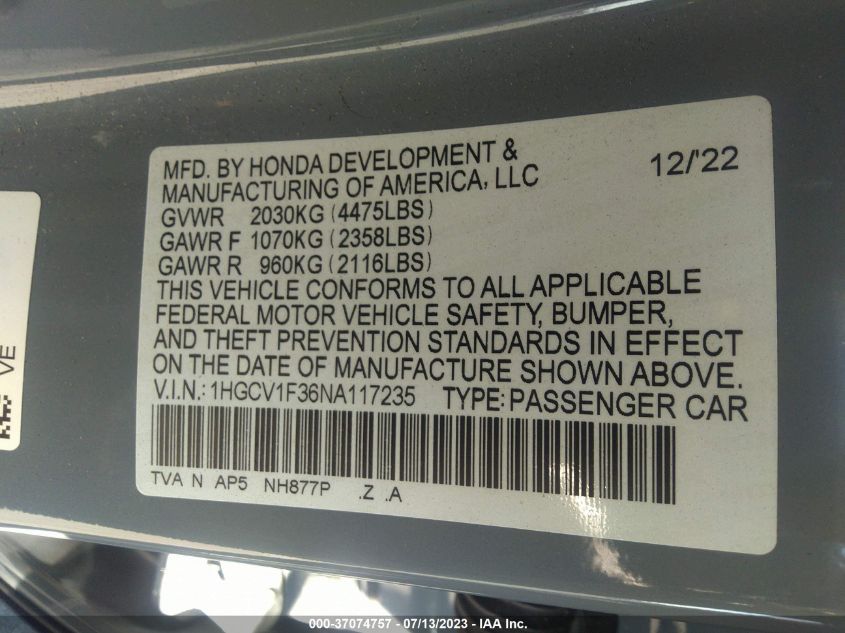 MFD. BY HONDA DEVELOPMENT & MANUFACTURING OF AMERICA, LLC 12/'22
GVWR 2030KG (4475LBS)
GAWR F 1070KG (2358LBS)
GAWR R 960KG (2116LBS)
THIS VEHICLE CONFORMS TO ALL APPLICABLE
FEDERAL MOTOR VEHICLE SAFETY, BUMPER,
AND THEFT PREVENTION STANDARDS IN EFFECT
ON THE DATE OF MANUFACTURE SHOWN ABOVE.
V.I.N.: 1HGCV1F36NA117235 TYPE: PASSENGER CAR
TVA N AP5 NH877P .Z .A
VE
000-37074757 - 07/13/2023 - IAA Inc.